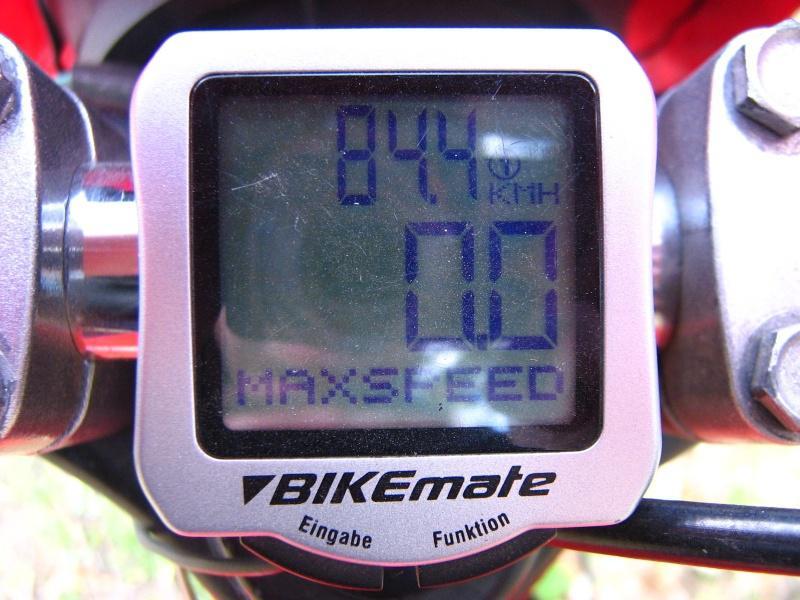 84.4 KMH
0.0
MAXSPEED
BIKEmate
Eingabe Funktion